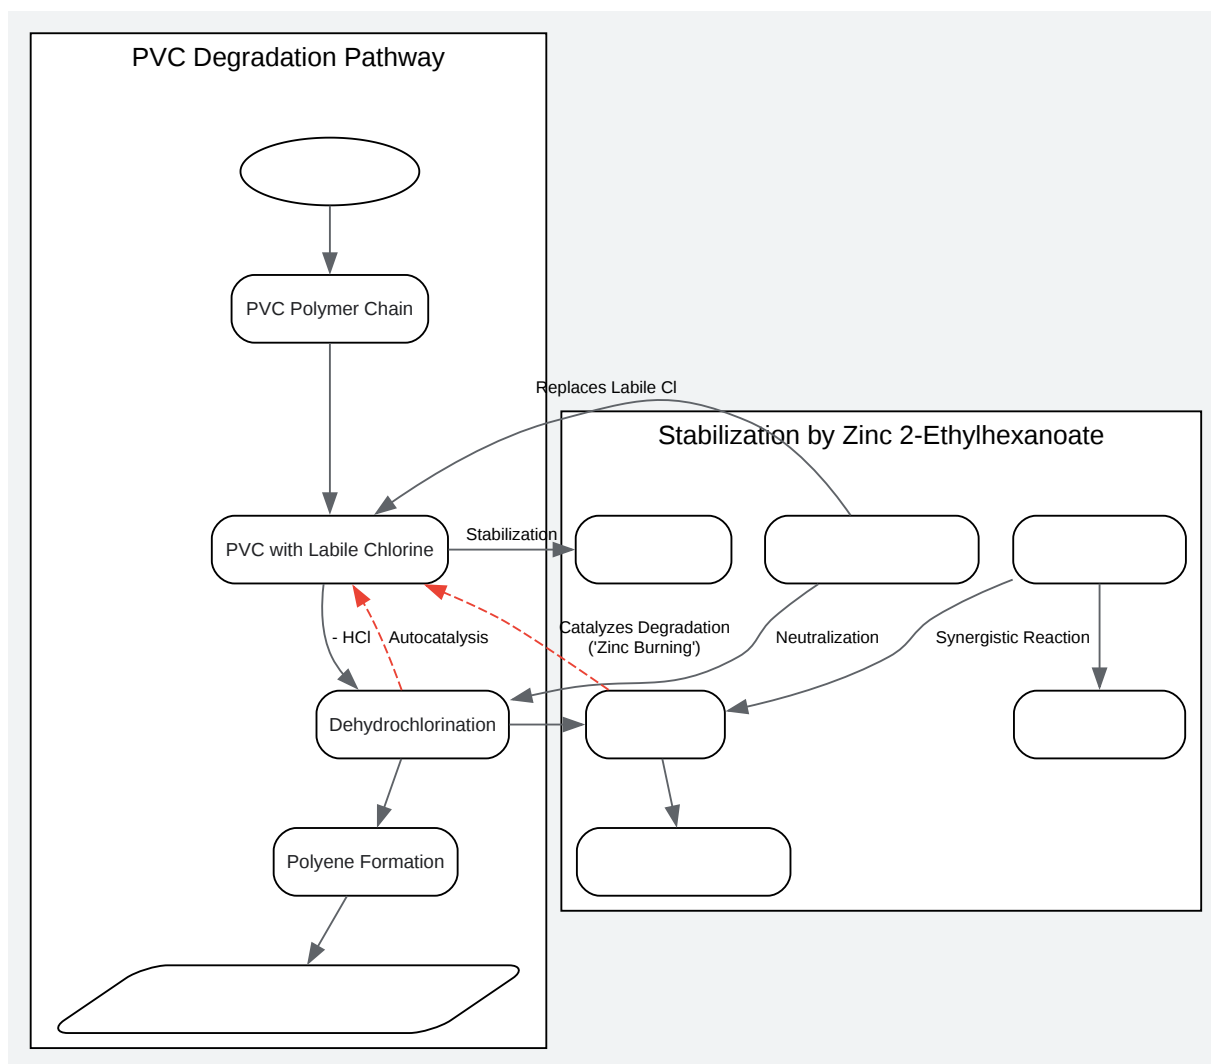 PVC Degradation Pathway
PVC Polymer Chain
Replaces Labile Cl
Stabilization by Zinc 2-Ethylhexanoate
PVC with Labile Chlorine
Stabilization
- HCl
Autocatalysis
Catalyzes Degradation
('Zinc Burning')
Neutralization
Synergistic Reaction
Dehydrochlorination
Polyene Formation